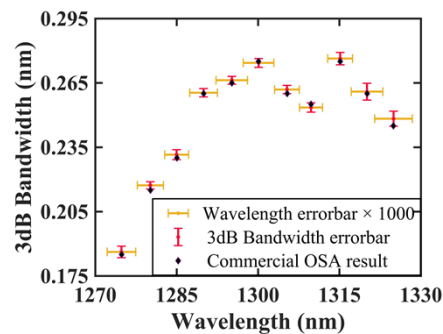 0.295
0.265
0.235
0.205
0.175
3dB Bandwidth (nm)
Wavelength errorbar × 1000
3dB Bandwidth errorbar
Commercial OSA result
1270 1285 1300 1315 1330
Wavelength (nm)